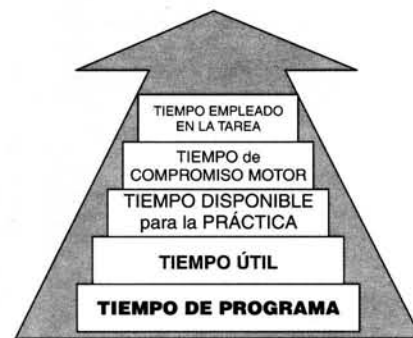 TIEMPO EMPLEADO
EN LA TAREA
TIEMPO de
COMPROMISO MOTOR
TIEMPO DISPONIBLE
para la PRÁCTICA
TIEMPO ÚTIL
TIEMPO DE PROGRAMA